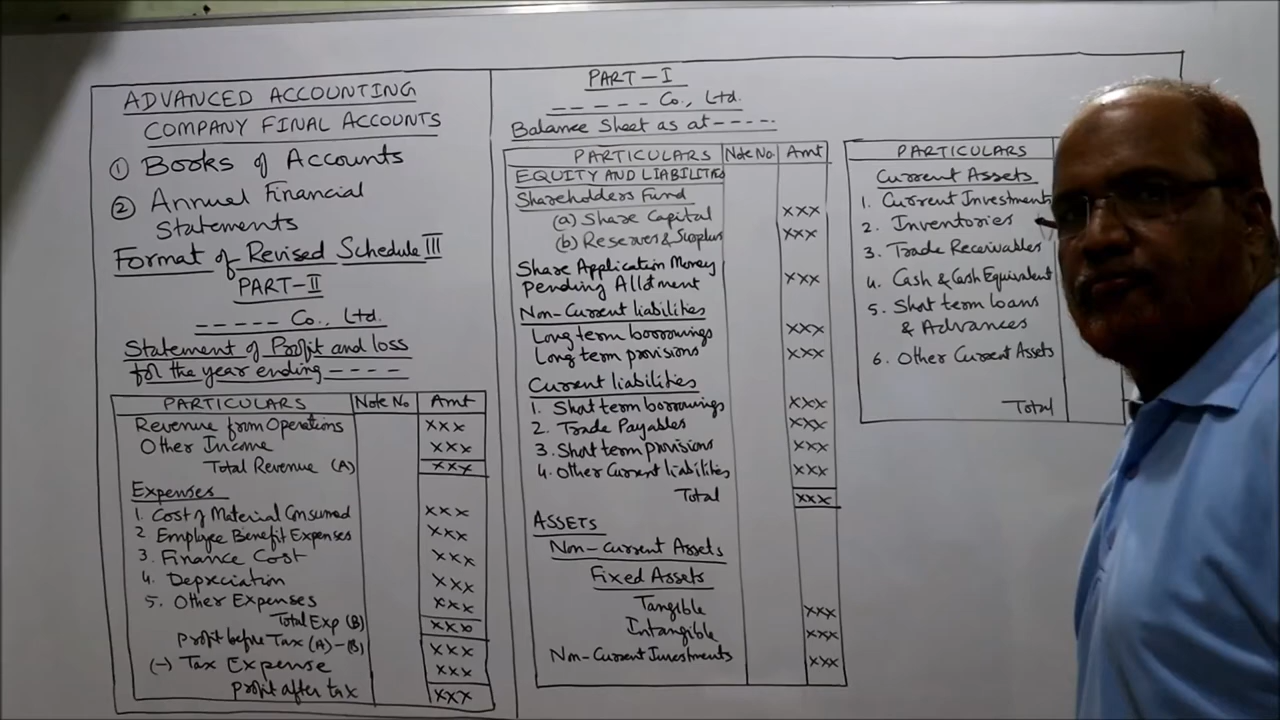 ADVANCED ACCOUNTING
COMPANY FINAL ACCOUNTS
① Books of Accounts
② Annual Financial
Statements
Format of Revised Schedule III
PART-II
_ _ _ _ _ Co., Ltd.
Statement of Profit and loss
for the year ending _ _ _ _
PARTICULARS Note No Amt
Revenue from Operations xxx
Other Income xxx
Total Revenue (A) xxx
Expenses
1. Cost of Material Consumed xxx
2 Employee Benefit Expenses xxx
3. Finance Cost xxx
4. Depreciation xxx
5. Other Expenses xxx
Total Exp (B) xxx
Profit before Tax (A)-(B) xxx
(-) Tax Expense xxx
Profit after tax xxx
PART-I
_ _ _ _ _ Co., Ltd.
Balance Sheet as at _ _ _ _ _.
PARTICULARS Note No. Amt
EQUITY AND LIABILITIES
Shareholders Fund
(a) Share Capital xxx
(b) Reserves & Surplus xxx
Share Application Money
Pending Allotment xxx
Non-Current liabilities
Long term borrowings xxx
Long term provisions xxx
Current liabilities
1. Short term borrowings xxx
2. Trade Payables xxx
3. Short term provisions xxx
4. Other Current liabilities xxx
Total xxx
ASSETS
Non-Current Assets
Fixed Assets
Tangible xxx
Intangible xxx
Non-Current Investments xxx
PARTICULARS
Current Assets
1. Current Investments
2. Inventories
3. Trade Receivables
4. Cash & Cash Equivalent
5. Short term loans
& Advances
6. Other Current Assets
Total